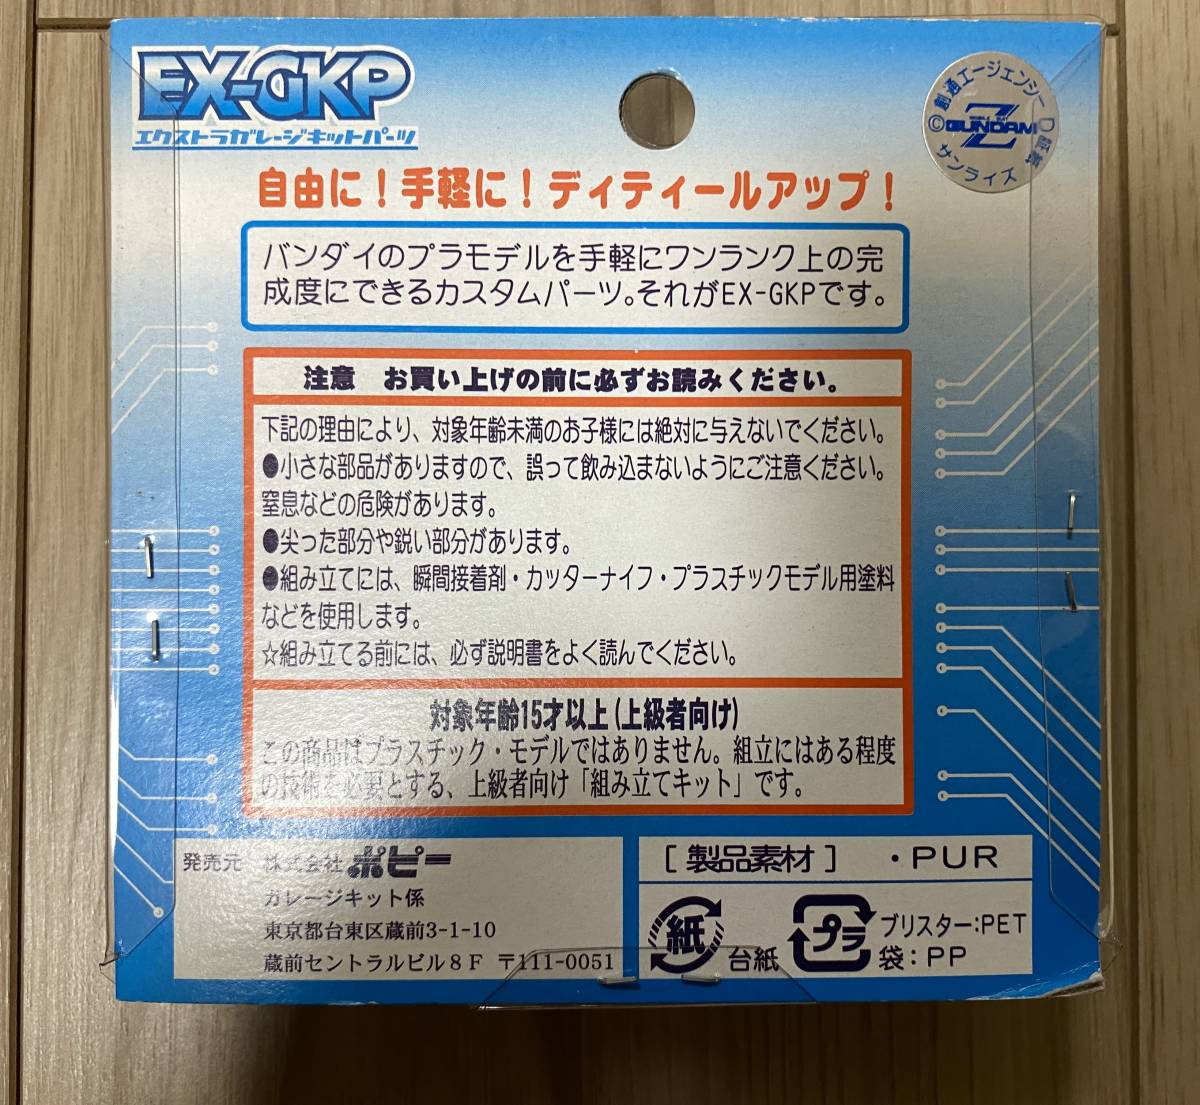 EX-GKP
エクストラガレージキットパーツ
創通エージェンシー
Z
©GUNDAM
サンライズ
自由に！手軽に！ディティールアップ！
バンダイのプラモデルを手軽にワンランク上の完
成度にできるカスタムパーツ。それがEX-GKPです。
注意　お買い上げの前に必ずお読みください。
下記の理由により、対象年齢未満のお子様には絶対に与えないでください。
●小さな部品がありますので、誤って飲み込まないようにご注意ください。
窒息などの危険があります。
●尖った部分や鋭い部分があります。
●組み立てには、瞬間接着剤・カッターナイフ・プラスチックモデル用塗料
などを使用します。
☆組み立てる前には、必ず説明書をよく読んでください。
対象年齢15才以上(上級者向け)
この商品はプラスチック・モデルではありません。組立にはある程度
の技術を必要とする、上級者向け「組み立てキット」です。
発売元 株式会社 ポピー
ガレージキット係
東京都台東区蔵前3-1-10
蔵前セントラルビル８Ｆ 〒111-0051
[製品素材] ・PUR
紙 台紙
プラ ブリスター:PET
袋:PP